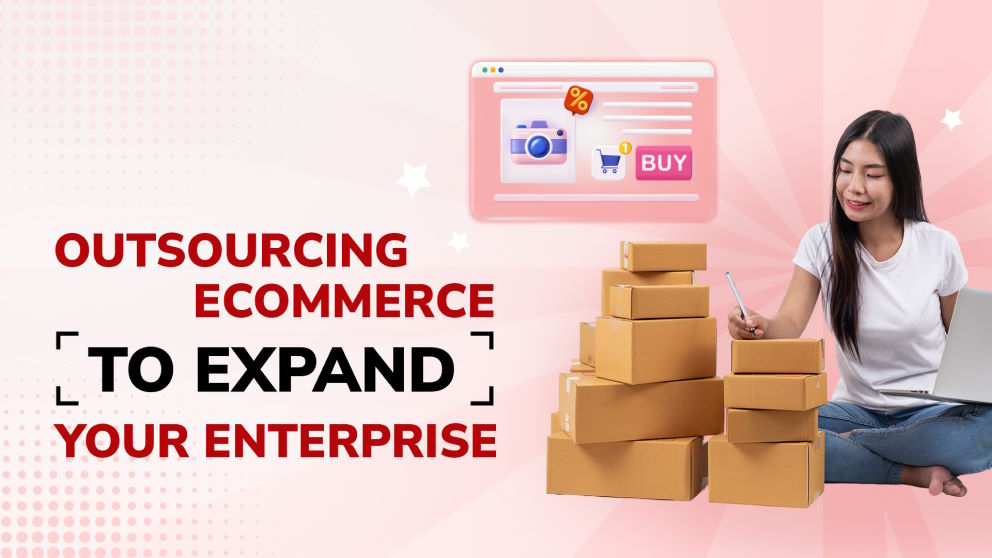 %
1
BUY
OUTSOURCING
ECOMMERCE
TO EXPAND
YOUR ENTERPRISE